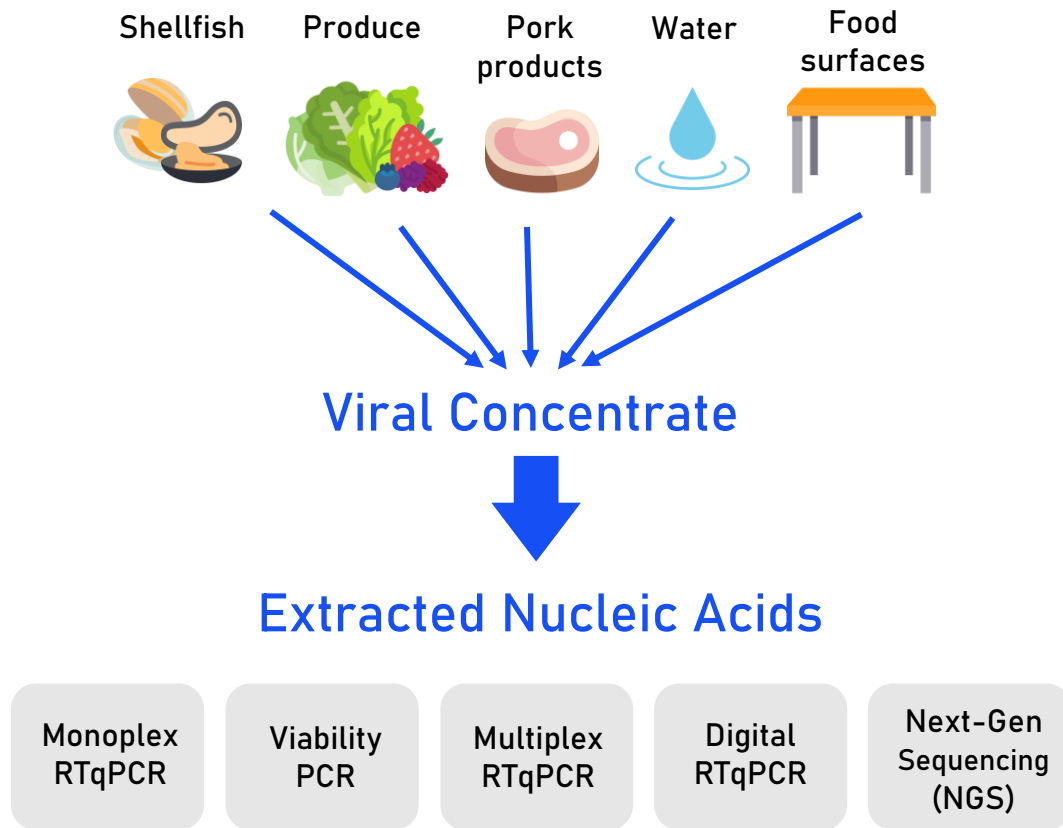 Shellfish
Produce
Pork
products
Water
Food
surfaces
Viral Concentrate
Extracted Nucleic Acids
Monoplex
RTqPCR
Viability
PCR
Multiplex
RTqPCR
Digital
RTqPCR
Next-Gen
Sequencing
(NGS)